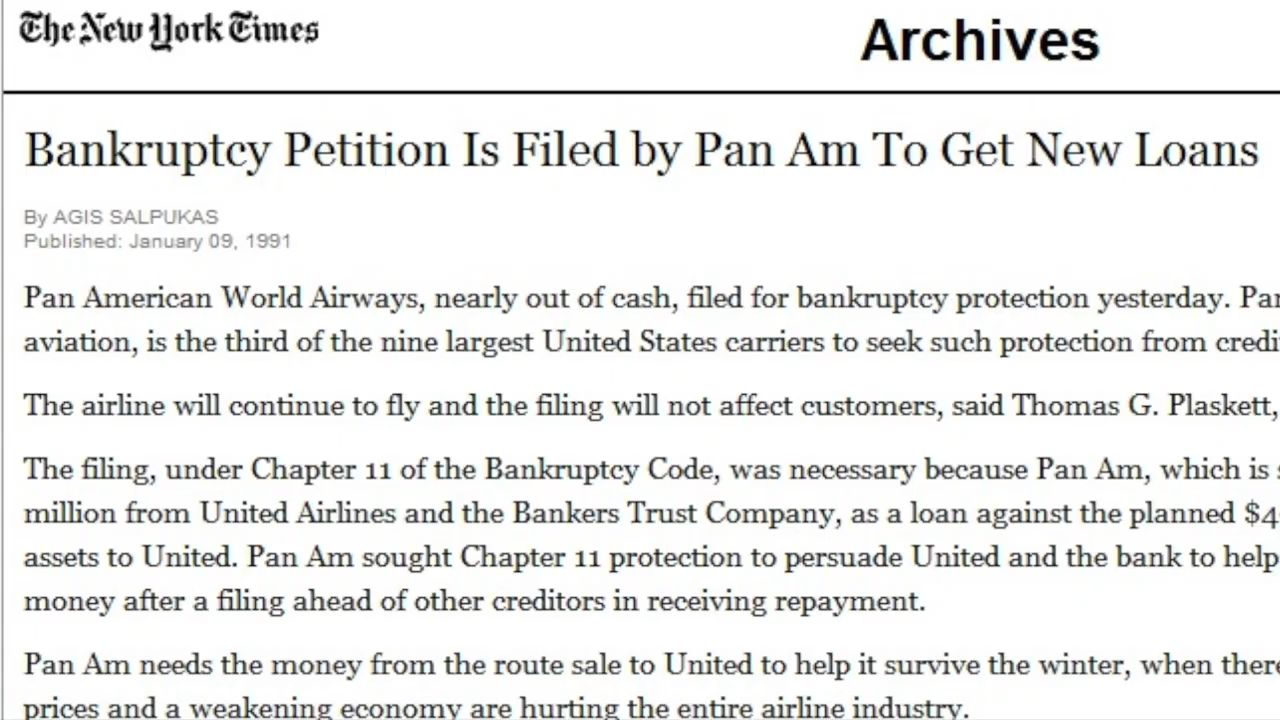 The New York Times
Archives
Bankruptcy Petition Is Filed by Pan Am To Get New Loans
By AGIS SALPUKAS
Published: January 09, 1991
Pan American World Airways, nearly out of cash, filed for bankruptcy protection yesterday.
aviation, is the third of the nine largest United States carriers to seek such protection from
The airline will continue to fly and the filing will not affect customers, said Thomas G. Plaskett,
The filing, under Chapter 11 of the Bankruptcy Code, was necessary because Pan Am, which is
million from United Airlines and the Bankers Trust Company, as a loan against the planned
assets to United. Pan Am sought Chapter 11 protection to persuade United and the bank to help
money after a filing ahead of other creditors in receiving repayment.
Pan Am needs the money from the route sale to United to help it survive the winter, when
prices and a weakening economy are hurting the entire airline industry.